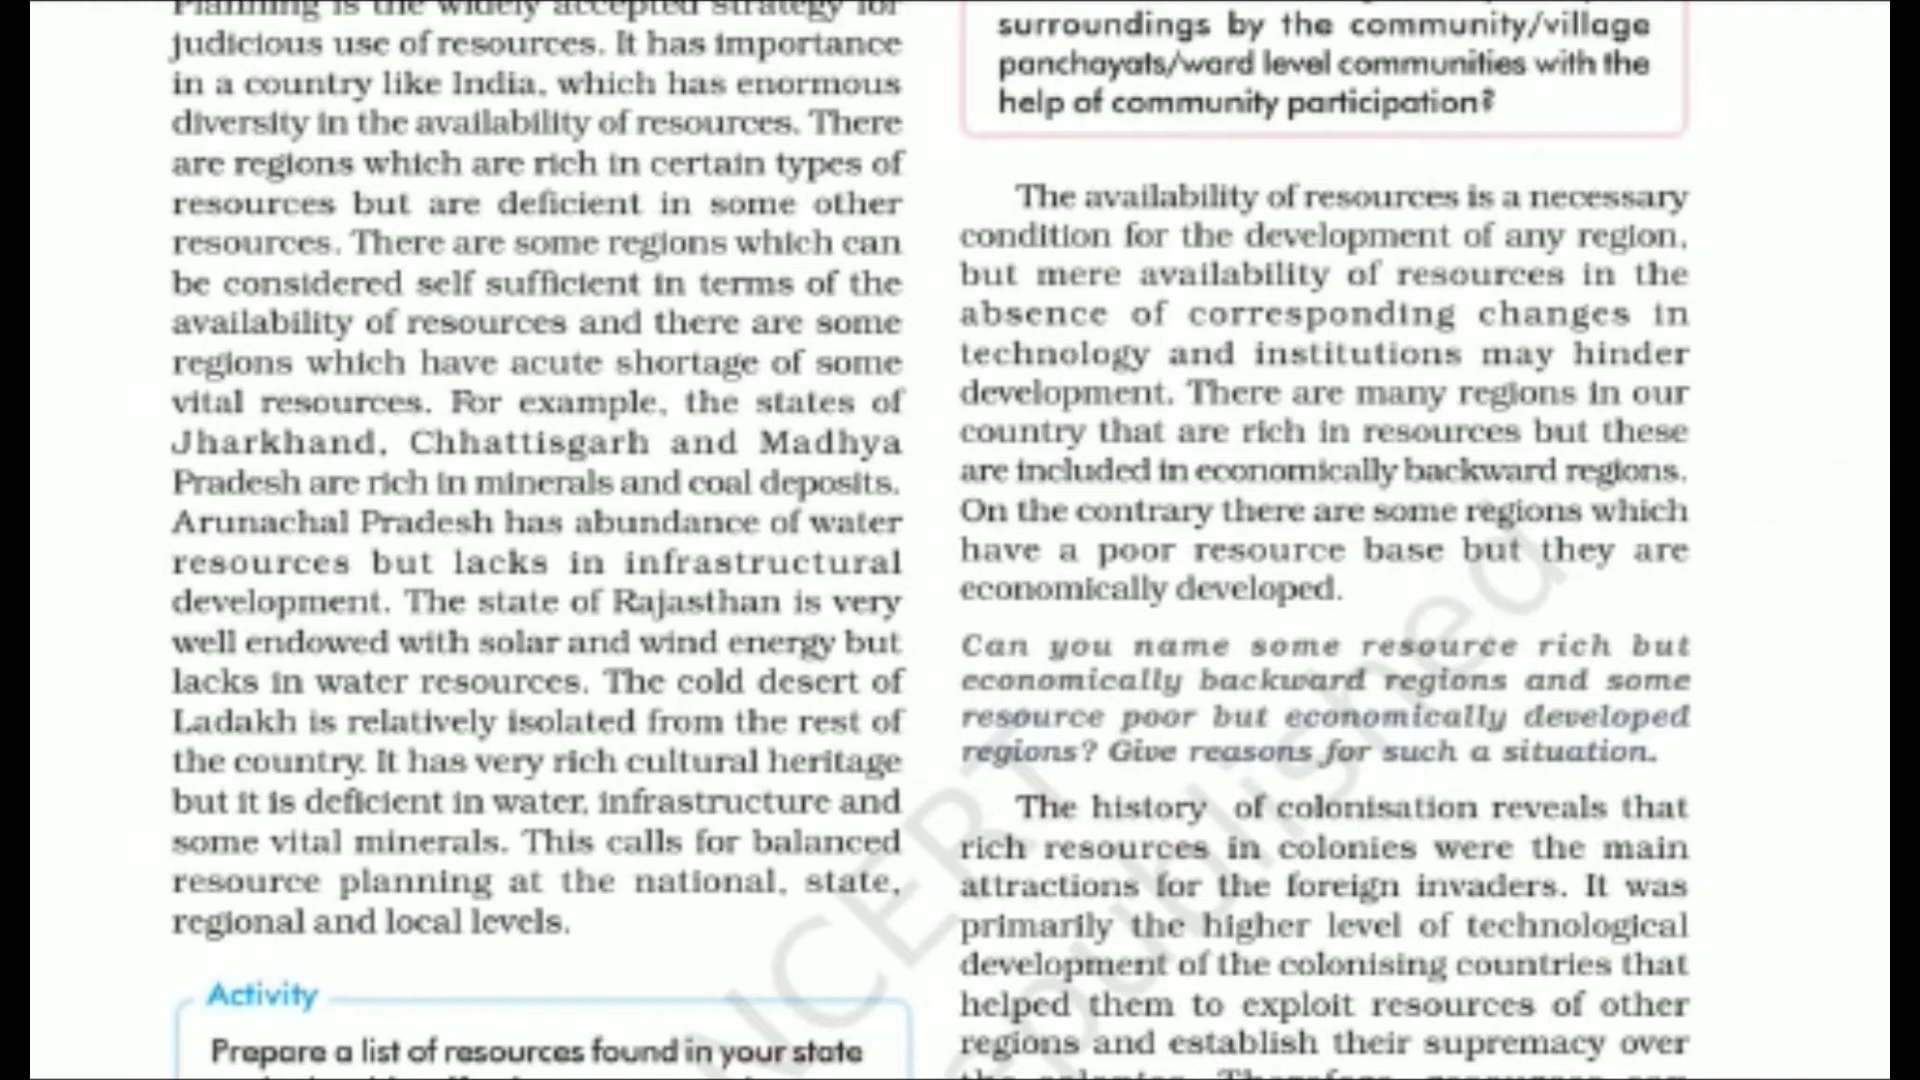 Planning is the widely accepted strategy for
judicious use of resources. It has importance
in a country like India, which has enormous
diversity in the availability of resources. There
are regions which are rich in certain types of
resources but are deficient in some other
resources. There are some regions which can
be considered self sufficient in terms of the
availability of resources and there are some
regions which have acute shortage of some
vital resources. For example, the states of
Jharkhand, Chhattisgarh and Madhya
Pradesh are rich in minerals and coal deposits.
Arunachal Pradesh has abundance of water
resources but lacks in infrastructural
development. The state of Rajasthan is very
well endowed with solar and wind energy but
lacks in water resources. The cold desert of
Ladakh is relatively isolated from the rest of
the country. It has very rich cultural heritage
but it is deficient in water, infrastructure and
some vital minerals. This calls for balanced
resource planning at the national, state,
regional and local levels.
Activity
Prepare a list of resources found in your state
surroundings by the community/village
panchayats/ward level communities with the
help of community participation?
The availability of resources is a necessary
condition for the development of any region,
but mere availability of resources in the
absence of corresponding changes in
technology and institutions may hinder
development. There are many regions in our
country that are rich in resources but these
are included in economically backward regions.
On the contrary there are some regions which
have a poor resource base but they are
economically developed.
Can you name some resource rich but
economically backward regions and some
resource poor but economically developed
regions? Give reasons for such a situation.
The history of colonisation reveals that
rich resources in colonies were the main
attractions for the foreign invaders. It was
primarily the higher level of technological
development of the colonising countries that
helped them to exploit resources of other
regions and establish their supremacy over
NCERT
published